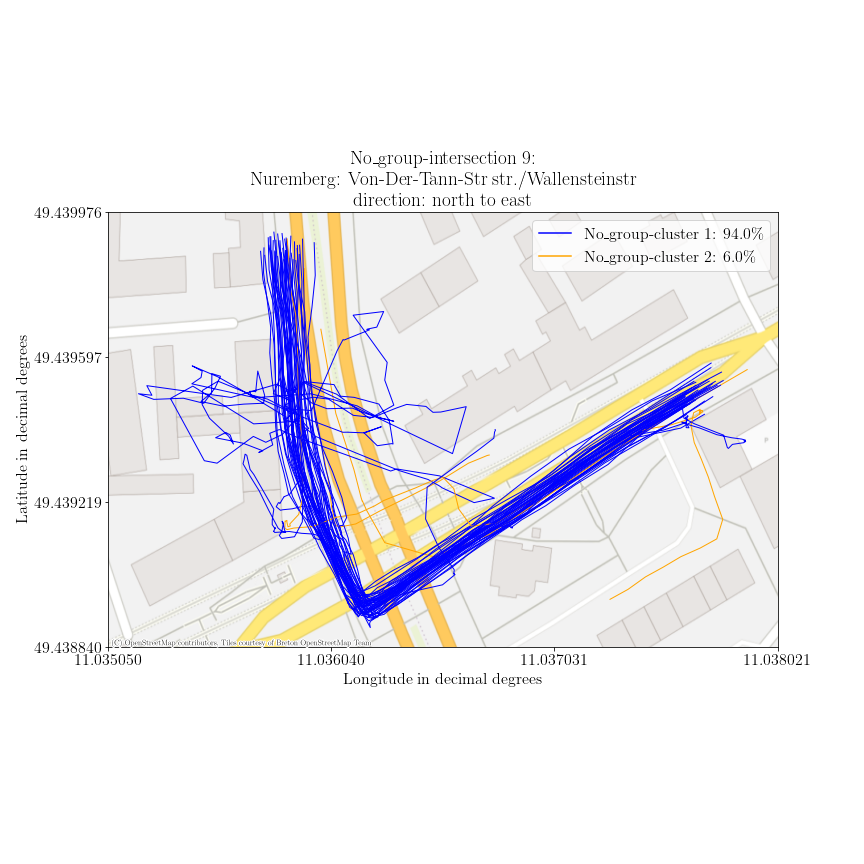 No_group-intersection 9:
Nuremberg: Von-Der-Tann-Str str./Wallensteinstr
direction: north to east
49.439976
No_group-cluster 1: 94.0%
No_group-cluster 2: 6.0%
49.439597
Latitude in decimal degrees
49.439219
(C) OpenStreetMap contributors, Tiles courtesy of Breton OpenStreetMap Team
49.438840
11.035050
11.036040
11.037031
11.038021
Longitude in decimal degrees